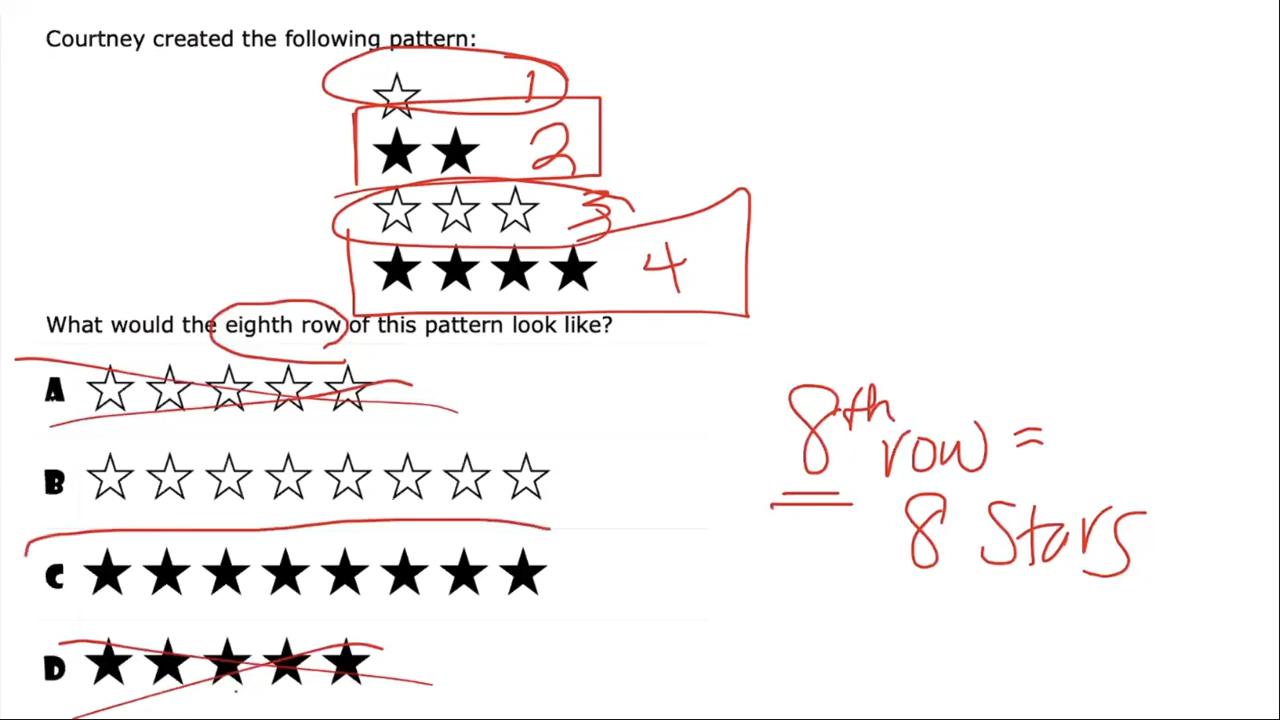 Courtney created the following pattern:
1
2
3
4
What would the eighth row of this pattern look like?
A
B
C
D
8th row =
8 Stars